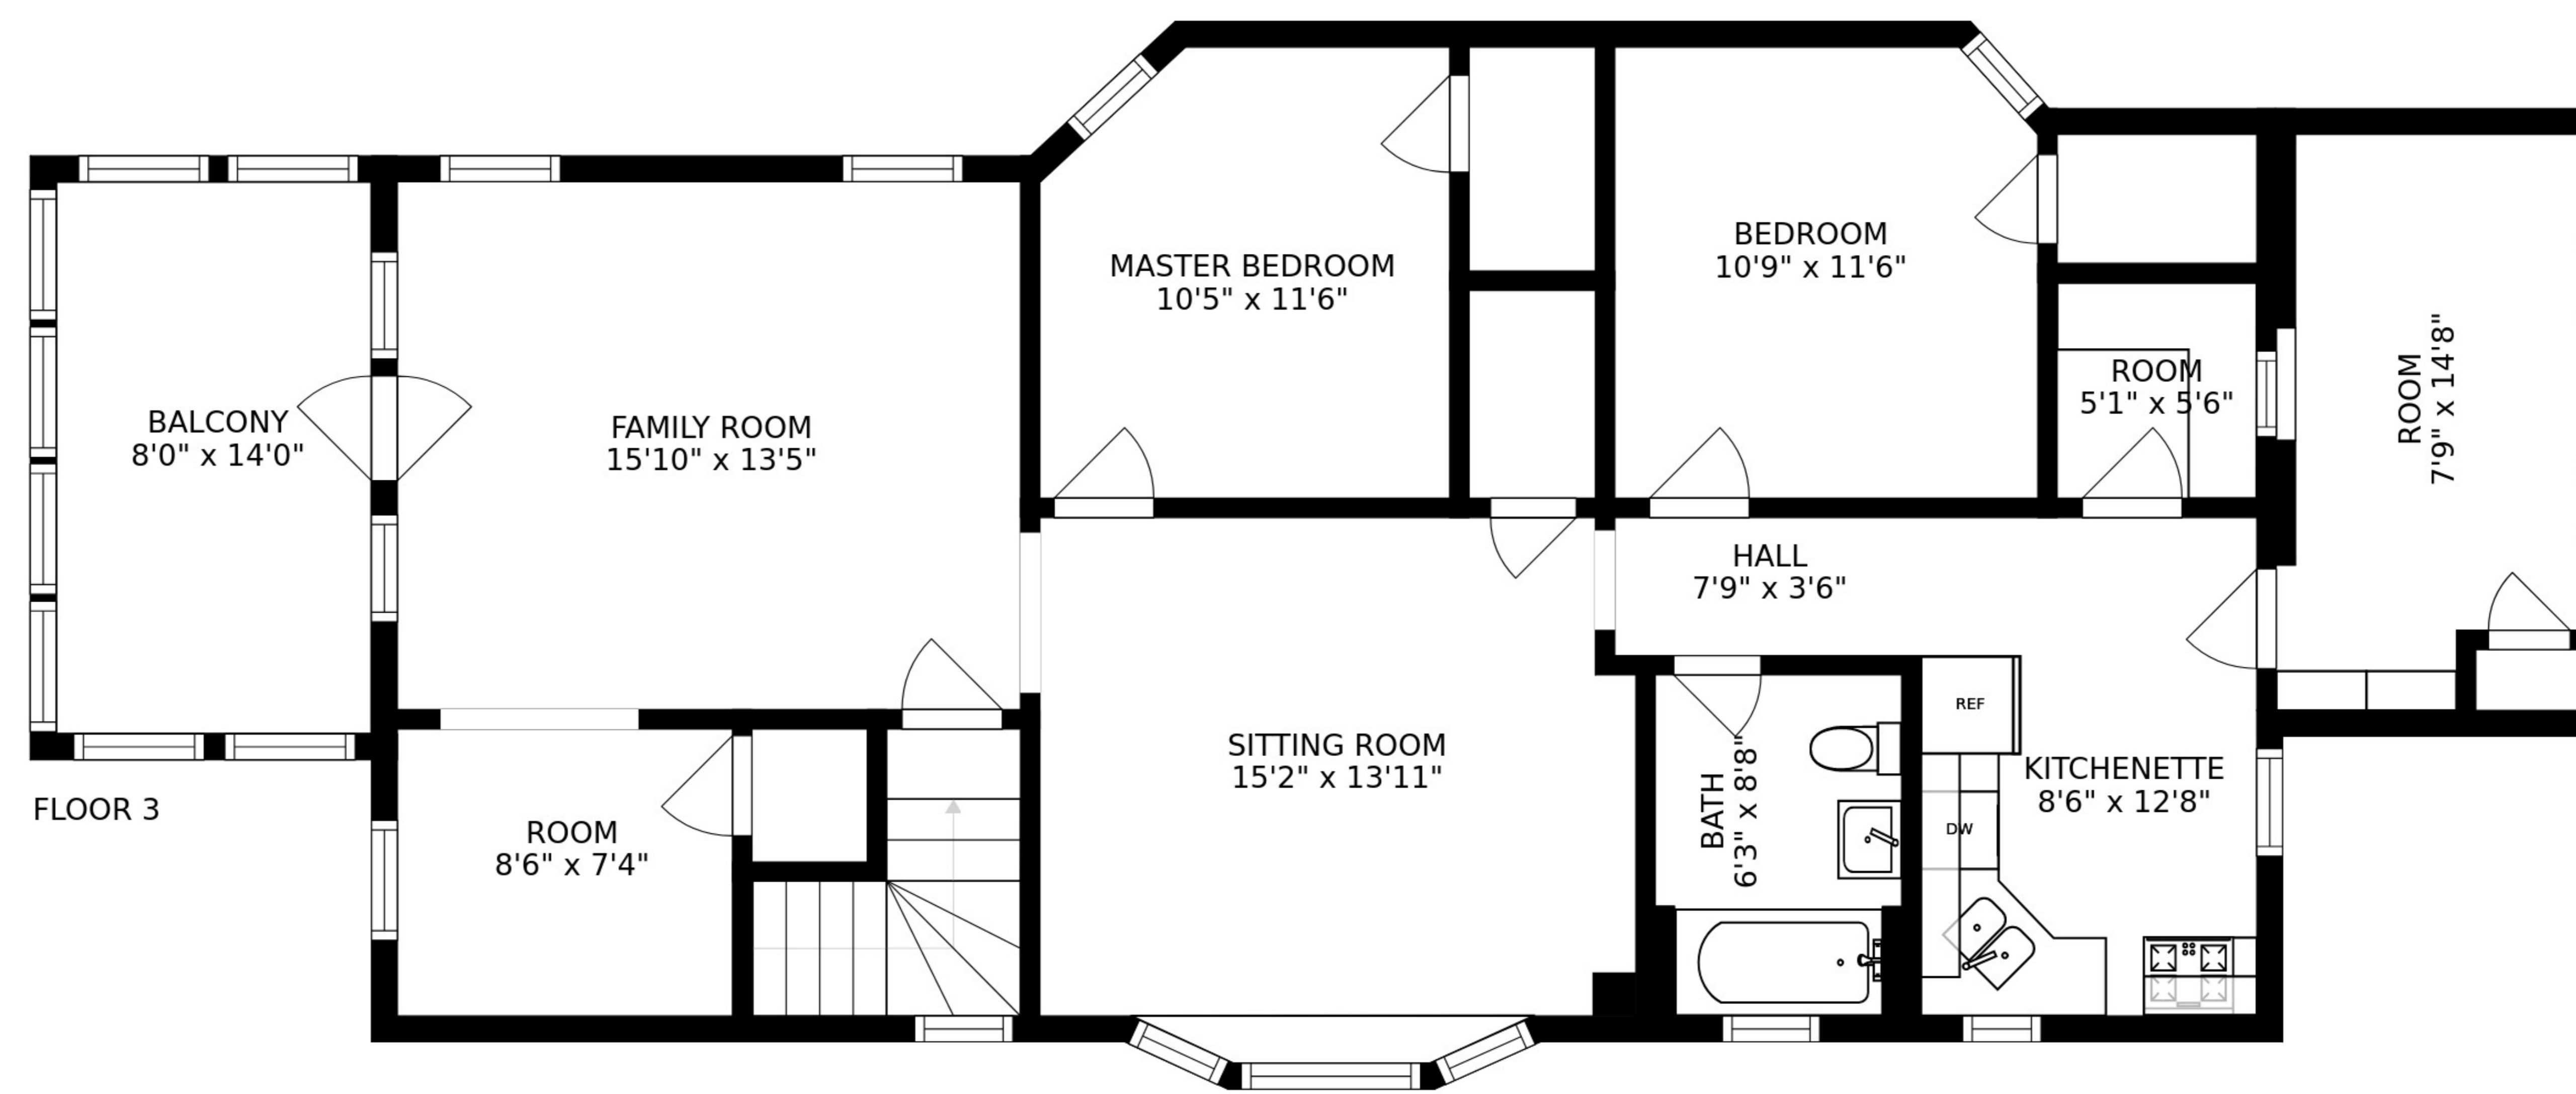 MASTER BEDROOM
10'5" x 11'6"
BEDROOM
10'9" x 11'6"
BALCONY
8'0" x 14'0"
FAMILY ROOM
15'10" x 13'5"
ROOM
5'1" x 5'6"
ROOM
7'9" x 14'8"
HALL
7'9" x 3'6"
FLOOR 3
ROOM
8'6" x 7'4"
SITTING ROOM
15'2" x 13'11"
BATH
6'3" x 8'8"
REF
KITCHENETTE
8'6" x 12'8"
DW